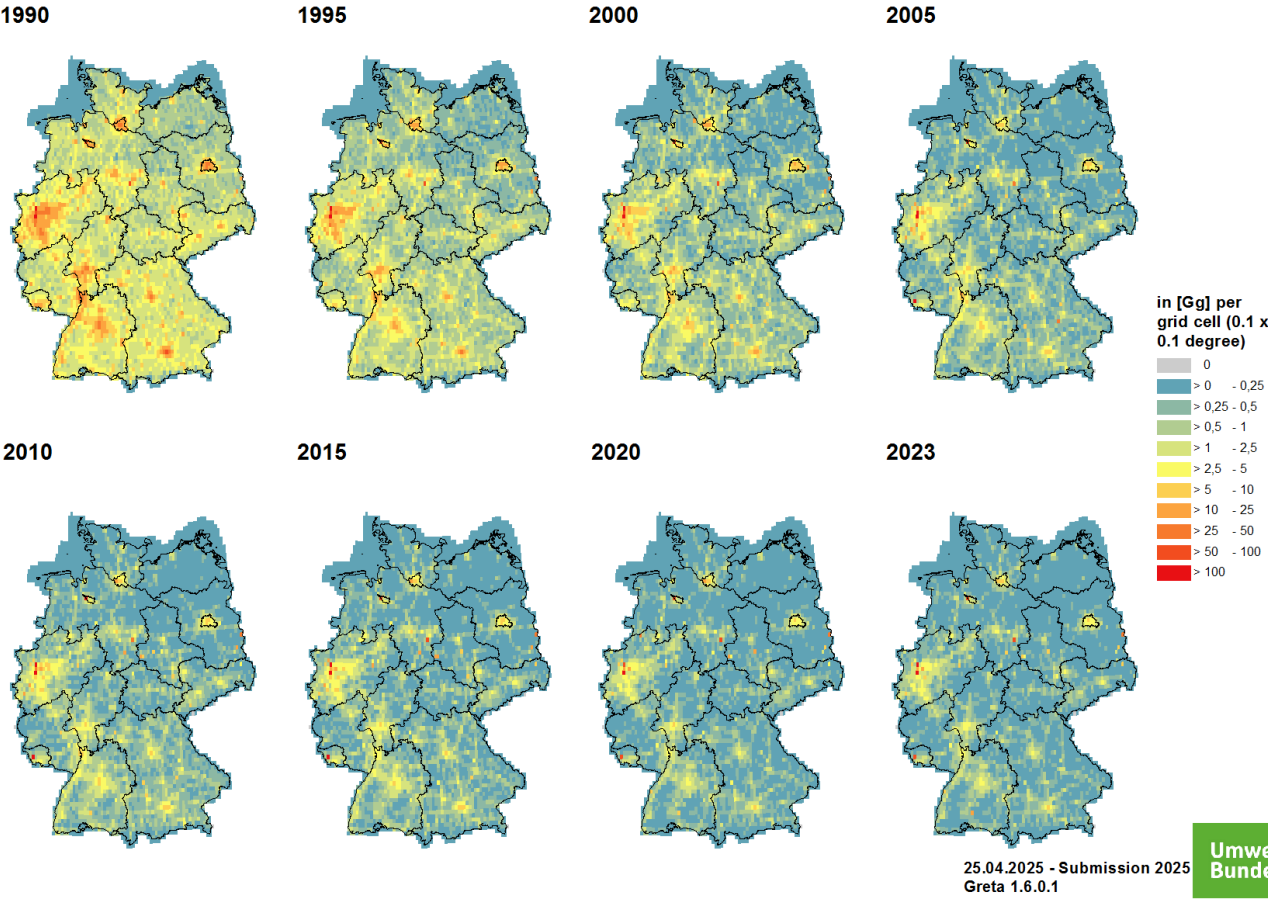 1990
1995
2000
2005
in [Gg] per
grid cell (0.1 x
0.1 degree)
0
> 0 - 0,25
> 0,25 - 0,5
> 0,5 - 1
> 1 - 2,5
> 2,5 - 5
> 5 - 10
> 10 - 25
> 25 - 50
> 50 - 100
> 100
2010
2015
2020
2023
25.04.2025 - Submission 2025
Greta 1.6.0.1
Umwe
Bunde